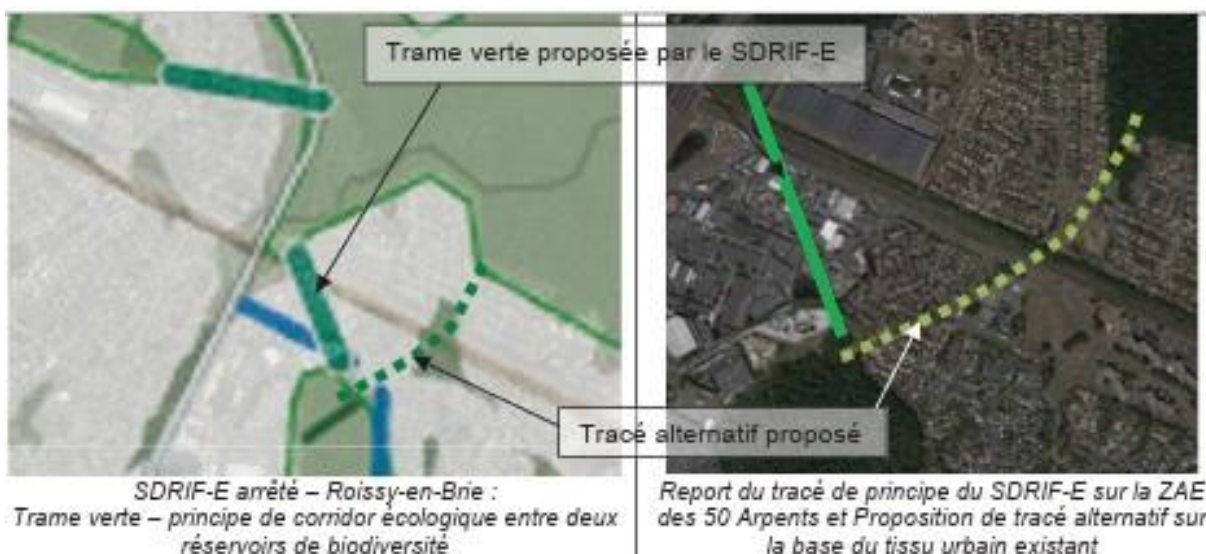 Trame verte proposée par le SDRIF-E
Tracé alternatif proposé
SDRIF-E arrêté – Roissy-en-Brie :
Trame verte – principe de corridor écologique entre deux
réservoirs de biodiversité
Report du tracé de principe du SDRIF-E sur la ZAE
des 50 Arpents et Proposition de tracé alternatif sur
la base du tissu urbain existant